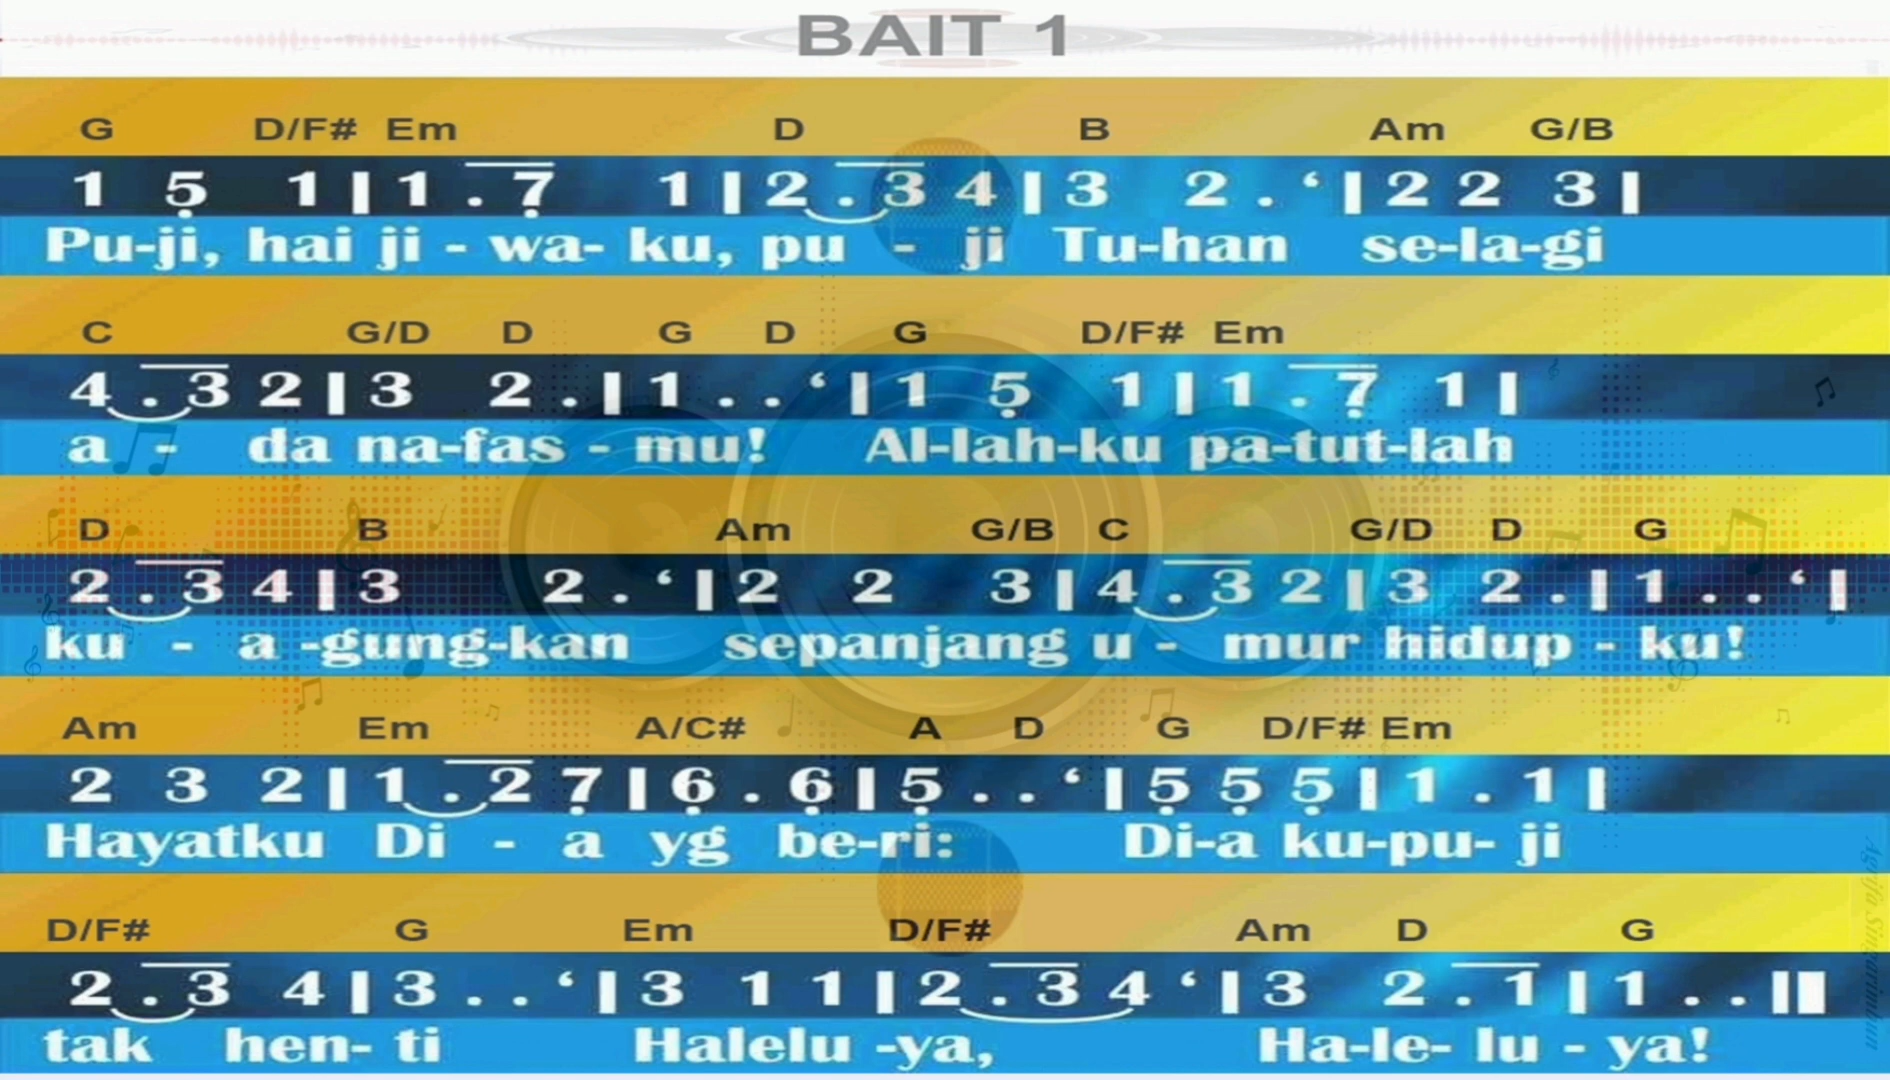 BAIT 1
G D/F# Em D B Am G/B
1 5̣ 1 | 1 . 7̣ 1 | 2 . 3 4 | 3 2 . ‘ | 2 2 3 |
Pu-ji, hai ji - wa- ku, pu - ji Tu-han se-la-gi
C G/D D G D G D/F# Em
4 . 3 2 | 3 2 . | 1 . . ‘ | 1 5̣ 1 | 1 . 7̣ 1 |
a - da na-fas - mu! Al-lah-ku pa-tut-lah
D B Am G/B C G/D D G
2 . 3 4 | 3 2 . ‘ | 2 2 3 | 4 . 3 2 | 3 2 . | 1 . . ‘ |
ku - a -gung-kan sepanjang u - mur hidup - ku!
Am Em A/C# A D G D/F# Em
2 3 2 | 1 . 2 7̣ | 6̣ . 6̣ | 5̣ . . ‘ | 5̣ 5̣ 5̣ | 1 . 1 |
Hayatku Di - a yg be-ri: Di-a ku-pu- ji
D/F# G Em D/F# Am D G
2 . 3 4 | 3 . . ‘ | 3 1 1 | 2 . 3 4 ‘ | 3 2 . 1 | 1 . . ||
tak hen- ti Halelu -ya, Ha-le- lu - ya!